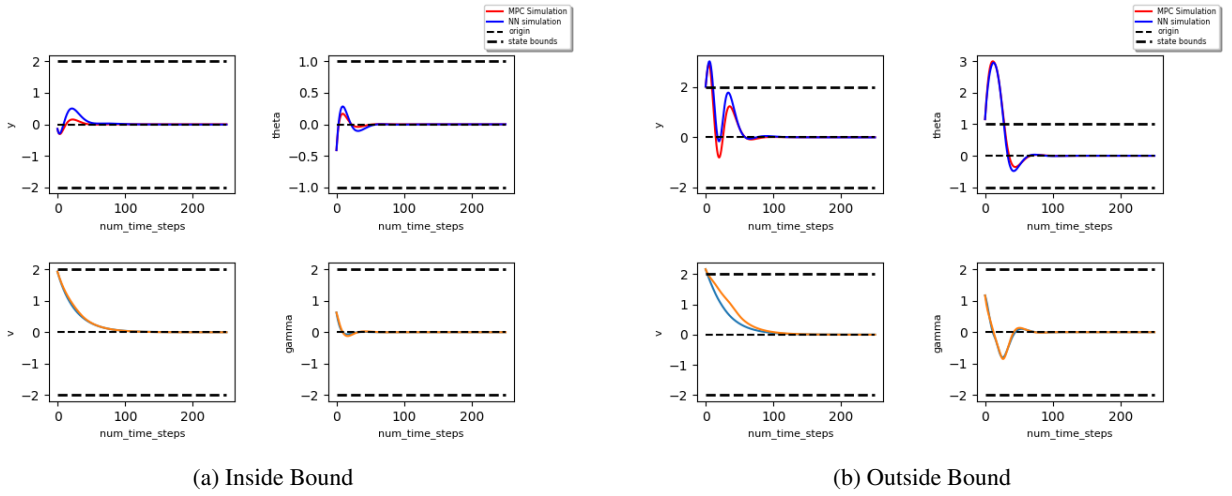 MPC Simulation
NN simulation
origin
state bounds
2
1
0
−1
−2
y
0
100
200
num_time_steps
1.0
0.5
0.0
−0.5
−1.0
theta
0
100
200
num_time_steps
2
1
0
−1
−2
v
0
100
200
num_time_steps
2
1
0
−1
−2
gamma
0
100
200
num_time_steps
(a) Inside Bound
MPC Simulation
NN simulation
origin
state bounds
2
0
−2
y
0
100
200
num_time_steps
3
2
1
0
−1
theta
0
100
200
num_time_steps
2
1
0
−1
−2
v
0
100
200
num_time_steps
2
1
0
−1
−2
gamma
0
100
200
num_time_steps
(b) Outside Bound